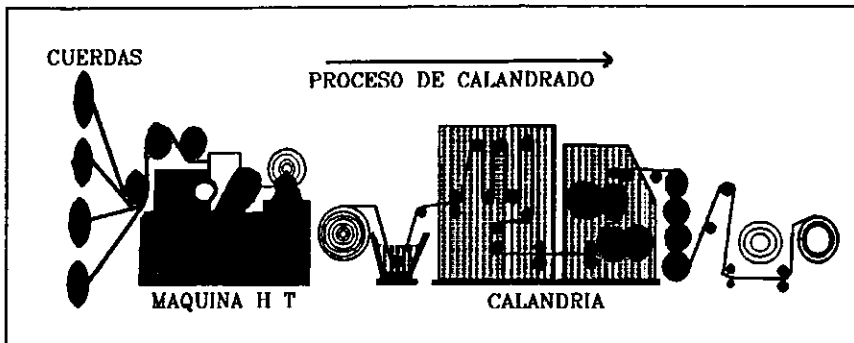 CUERDAS
PROCESO DE CALANDRADO
MAQUINA H T
CALANDRIA